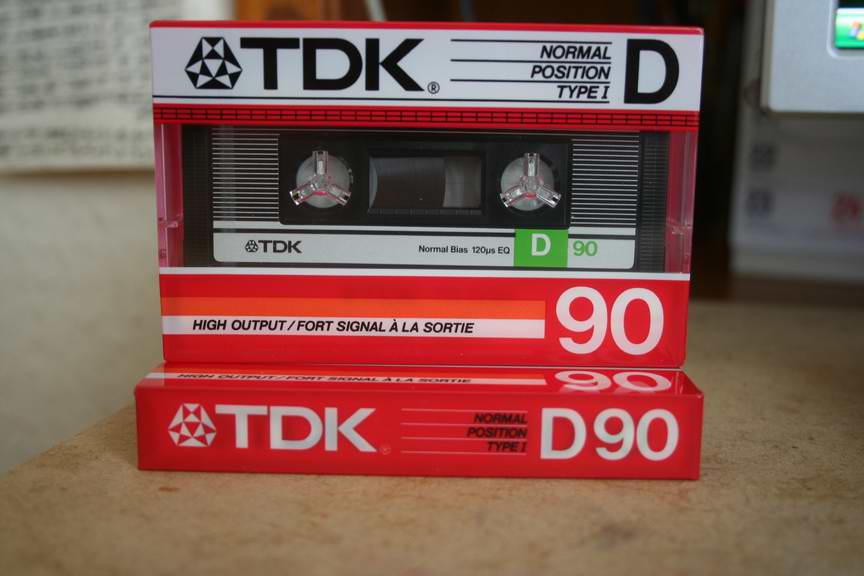 TDK® NORMAL POSITION TYPE I D
TDK Normal Bias 120µs EQ D 90
HIGH OUTPUT/FORT SIGNAL À LA SORTIE 90
HIGH OUTPUT/FORT SIGNAL À LA SORTIE 90
TDK® NORMAL POSITION TYPE I D90